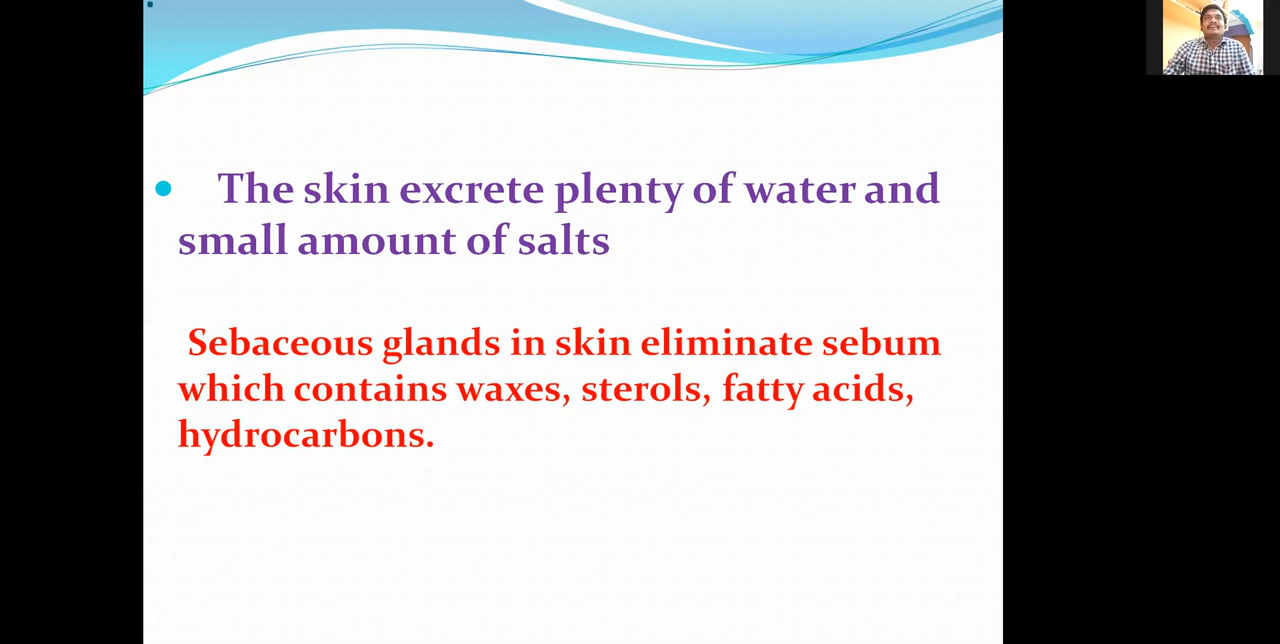 The skin excrete plenty of water and
small amount of salts
Sebaceous glands in skin eliminate sebum
which contains waxes, sterols, fatty acids,
hydrocarbons.